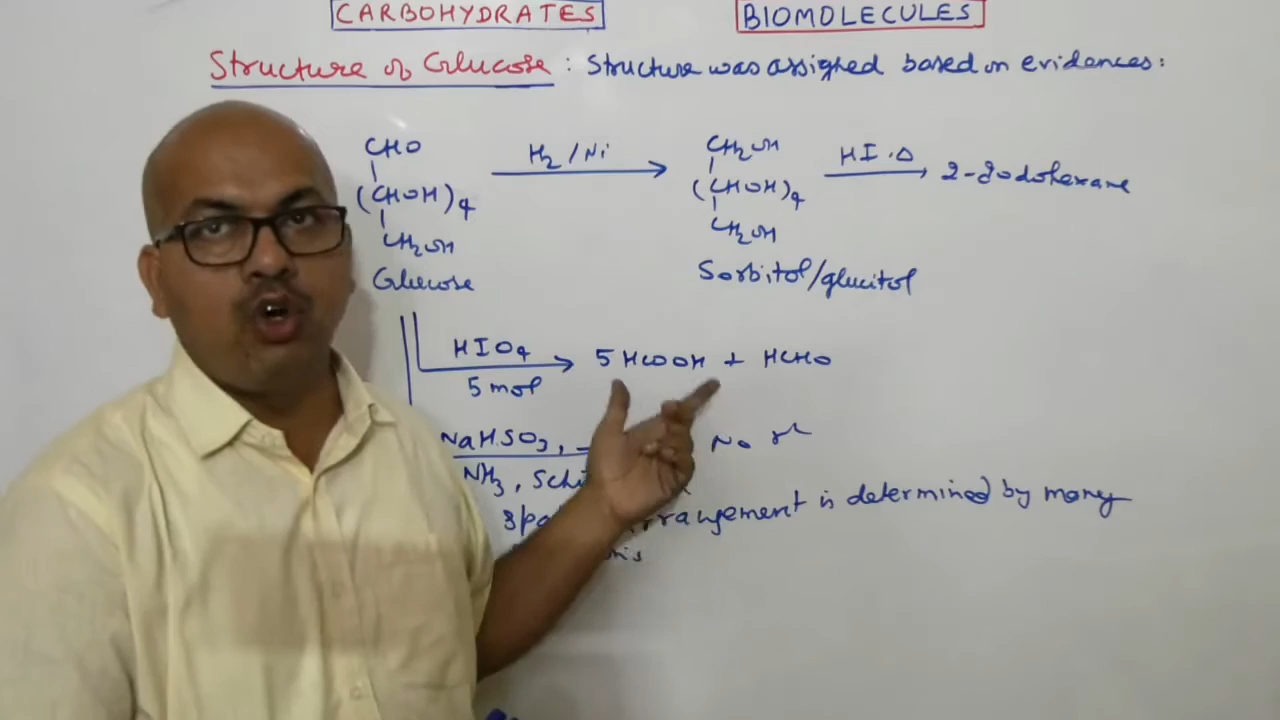 CARBOHYDRATES
BIOMOLECULES
Structure of Glucose : Structure was assigned based on evidences :
CHO
(CHOH)4
CH2OH
Glucose
H2/Ni
CH2OH
(CHOH)4
CH2OH
Sorbitol/glucitol
HI.Δ
2-Iodohexane
HIO4
5 mol
5 HCOOH + HCHO
NaHSO3,
No
NH3,
arrangement is determined by many